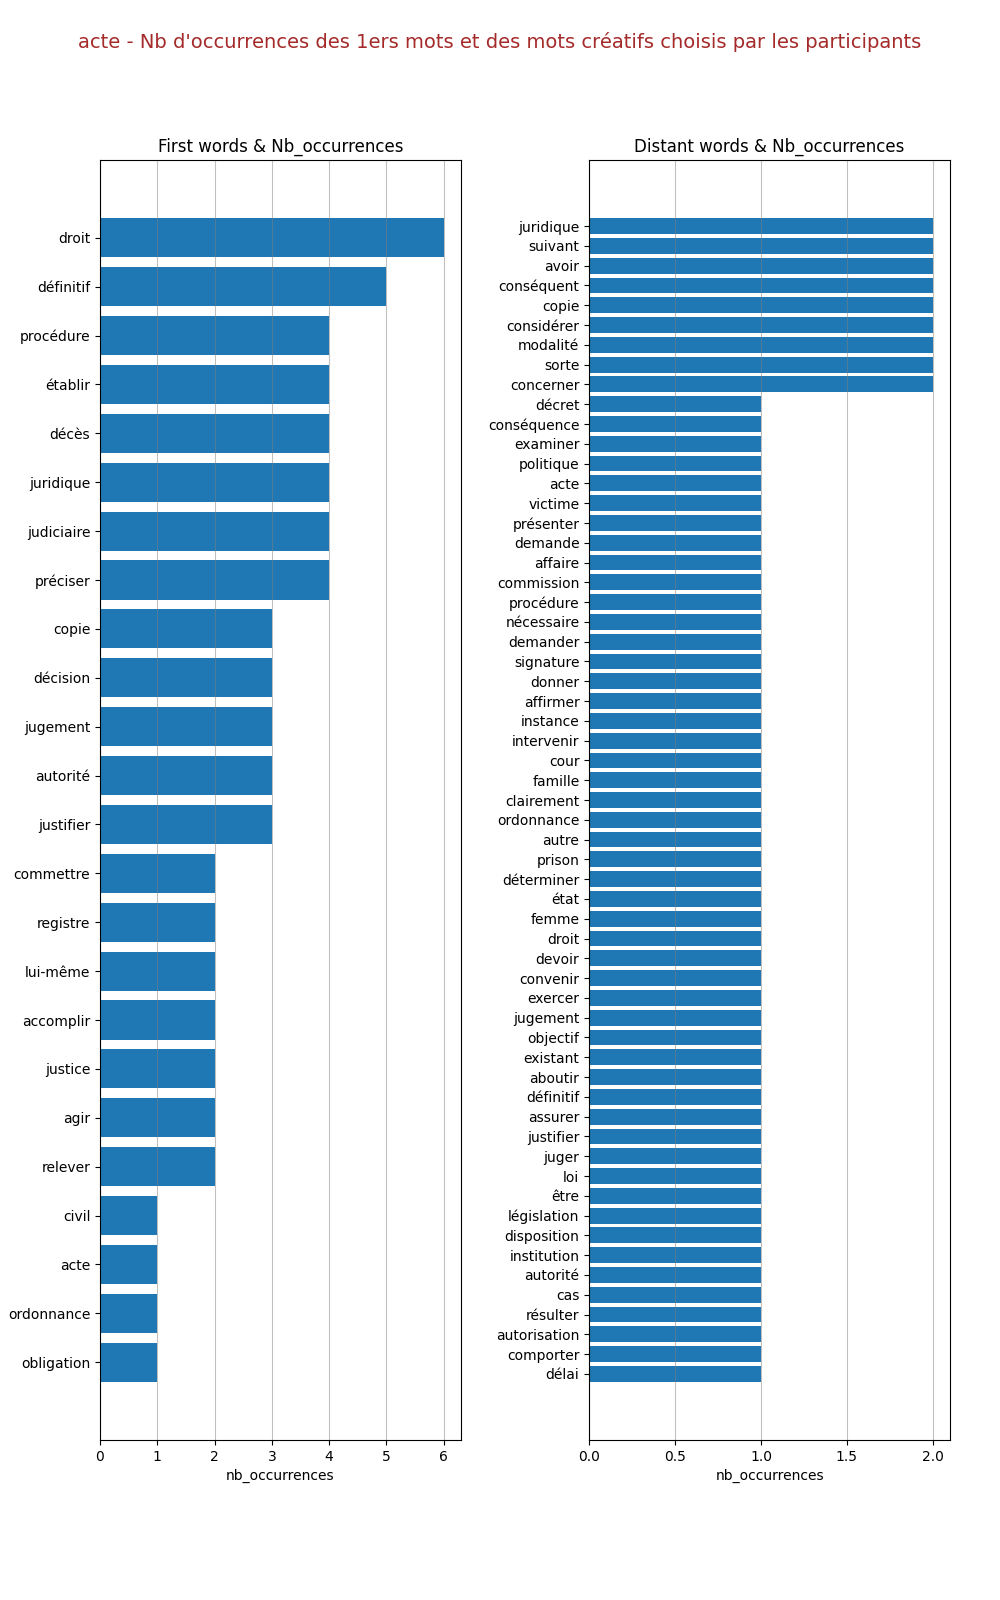 acte - Nb d'occurrences des 1ers mots et des mots créatifs choisis par les participants
First words & Nb_occurrences
droit
définitif
procédure
établir
décès
juridique
judiciaire
préciser
copie
décision
jugement
autorité
justifier
commettre
registre
lui-même
accomplir
justice
agir
relever
civil
acte
ordonnance
obligation
0 1 2 3 4 5 6
nb_occurrences
Distant words & Nb_occurrences
juridique
suivant
avoir
conséquent
copie
considérer
modalité
sorte
concerner
décret
conséquence
examiner
politique
acte
victime
présenter
demande
affaire
commission
procédure
nécessaire
demander
signature
donner
affirmer
instance
intervenir
cour
famille
clairement
ordonnance
autre
prison
déterminer
état
femme
droit
devoir
convenir
exercer
jugement
objectif
existant
aboutir
définitif
assurer
justifier
juger
loi
être
législation
disposition
institution
autorité
cas
résulter
autorisation
comporter
délai
0.0 0.5 1.0 1.5 2.0
nb_occurrences